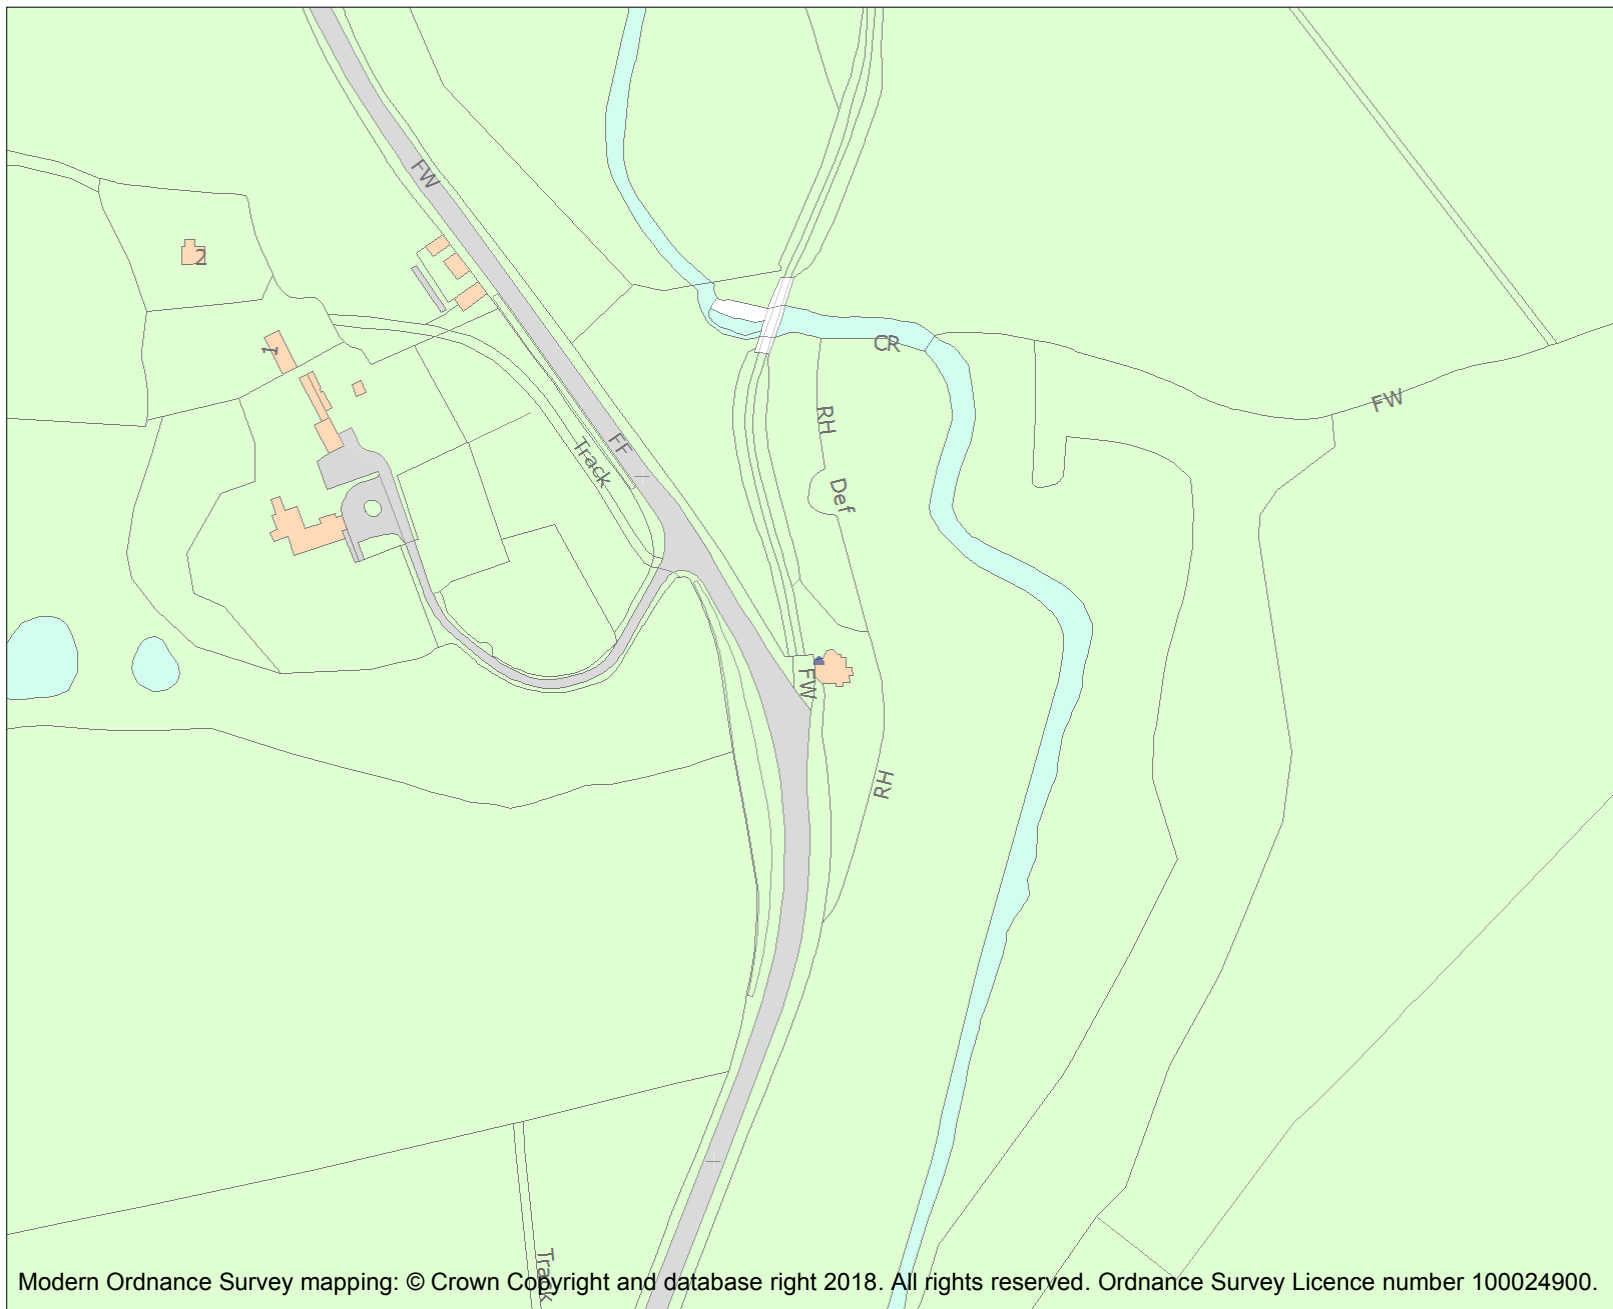 FW
2
1
CR
FW
RH
FF
Track
Def
FW
RH
Track
Modern Ordnance Survey mapping: © Crown Copyright and database right 2018. All rights reserved. Ordnance Survey Licence number 100024900.